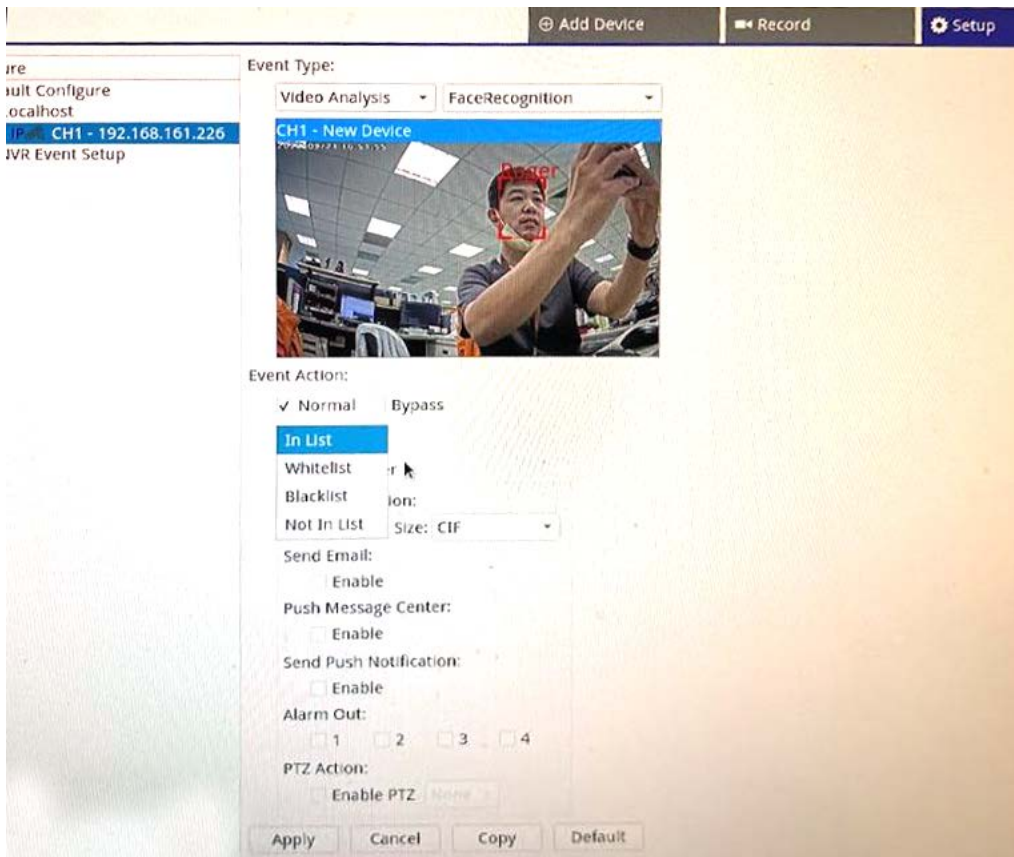 Add Device
Record
Setup
ure
ault Configure
ocalhost
CH1 - 192.168.161.226
VR Event Setup
Event Type:
Video Analysis
FaceRecognition
CH1 - New Device
Roger
Event Action:
✓ Normal
Bypass
In List
Whitelist
r
Blacklist
ion:
Not In List
Size: CIF
Send Email:
Enable
Push Message Center:
Enable
Send Push Notification:
Enable
Alarm Out:
1 2 3 4
PTZ Action:
Enable PTZ None
Apply Cancel Copy Default